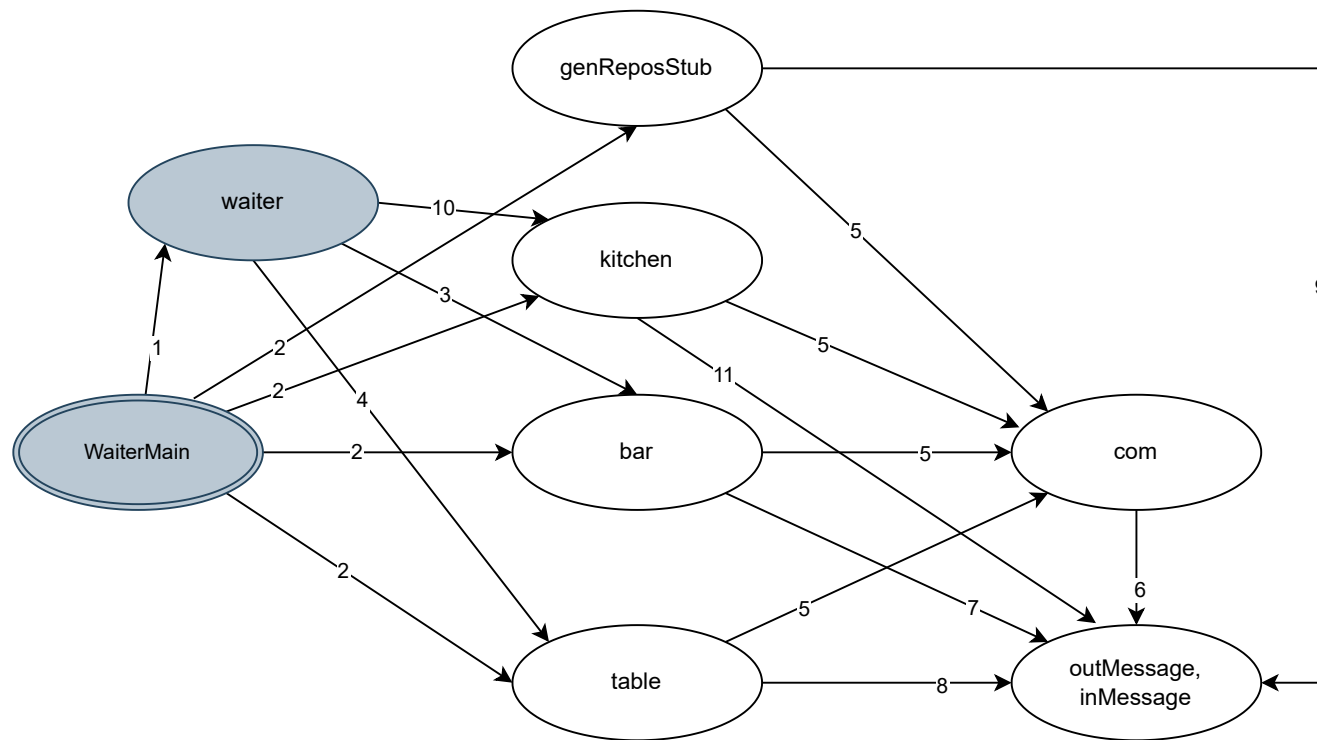 genReposStub
waiter
10
kitchen
5
3
9
1
2
5
2
11
4
WaiterMain
2
bar
5
com
2
6
5
7
table
8
outMessage,
inMessage